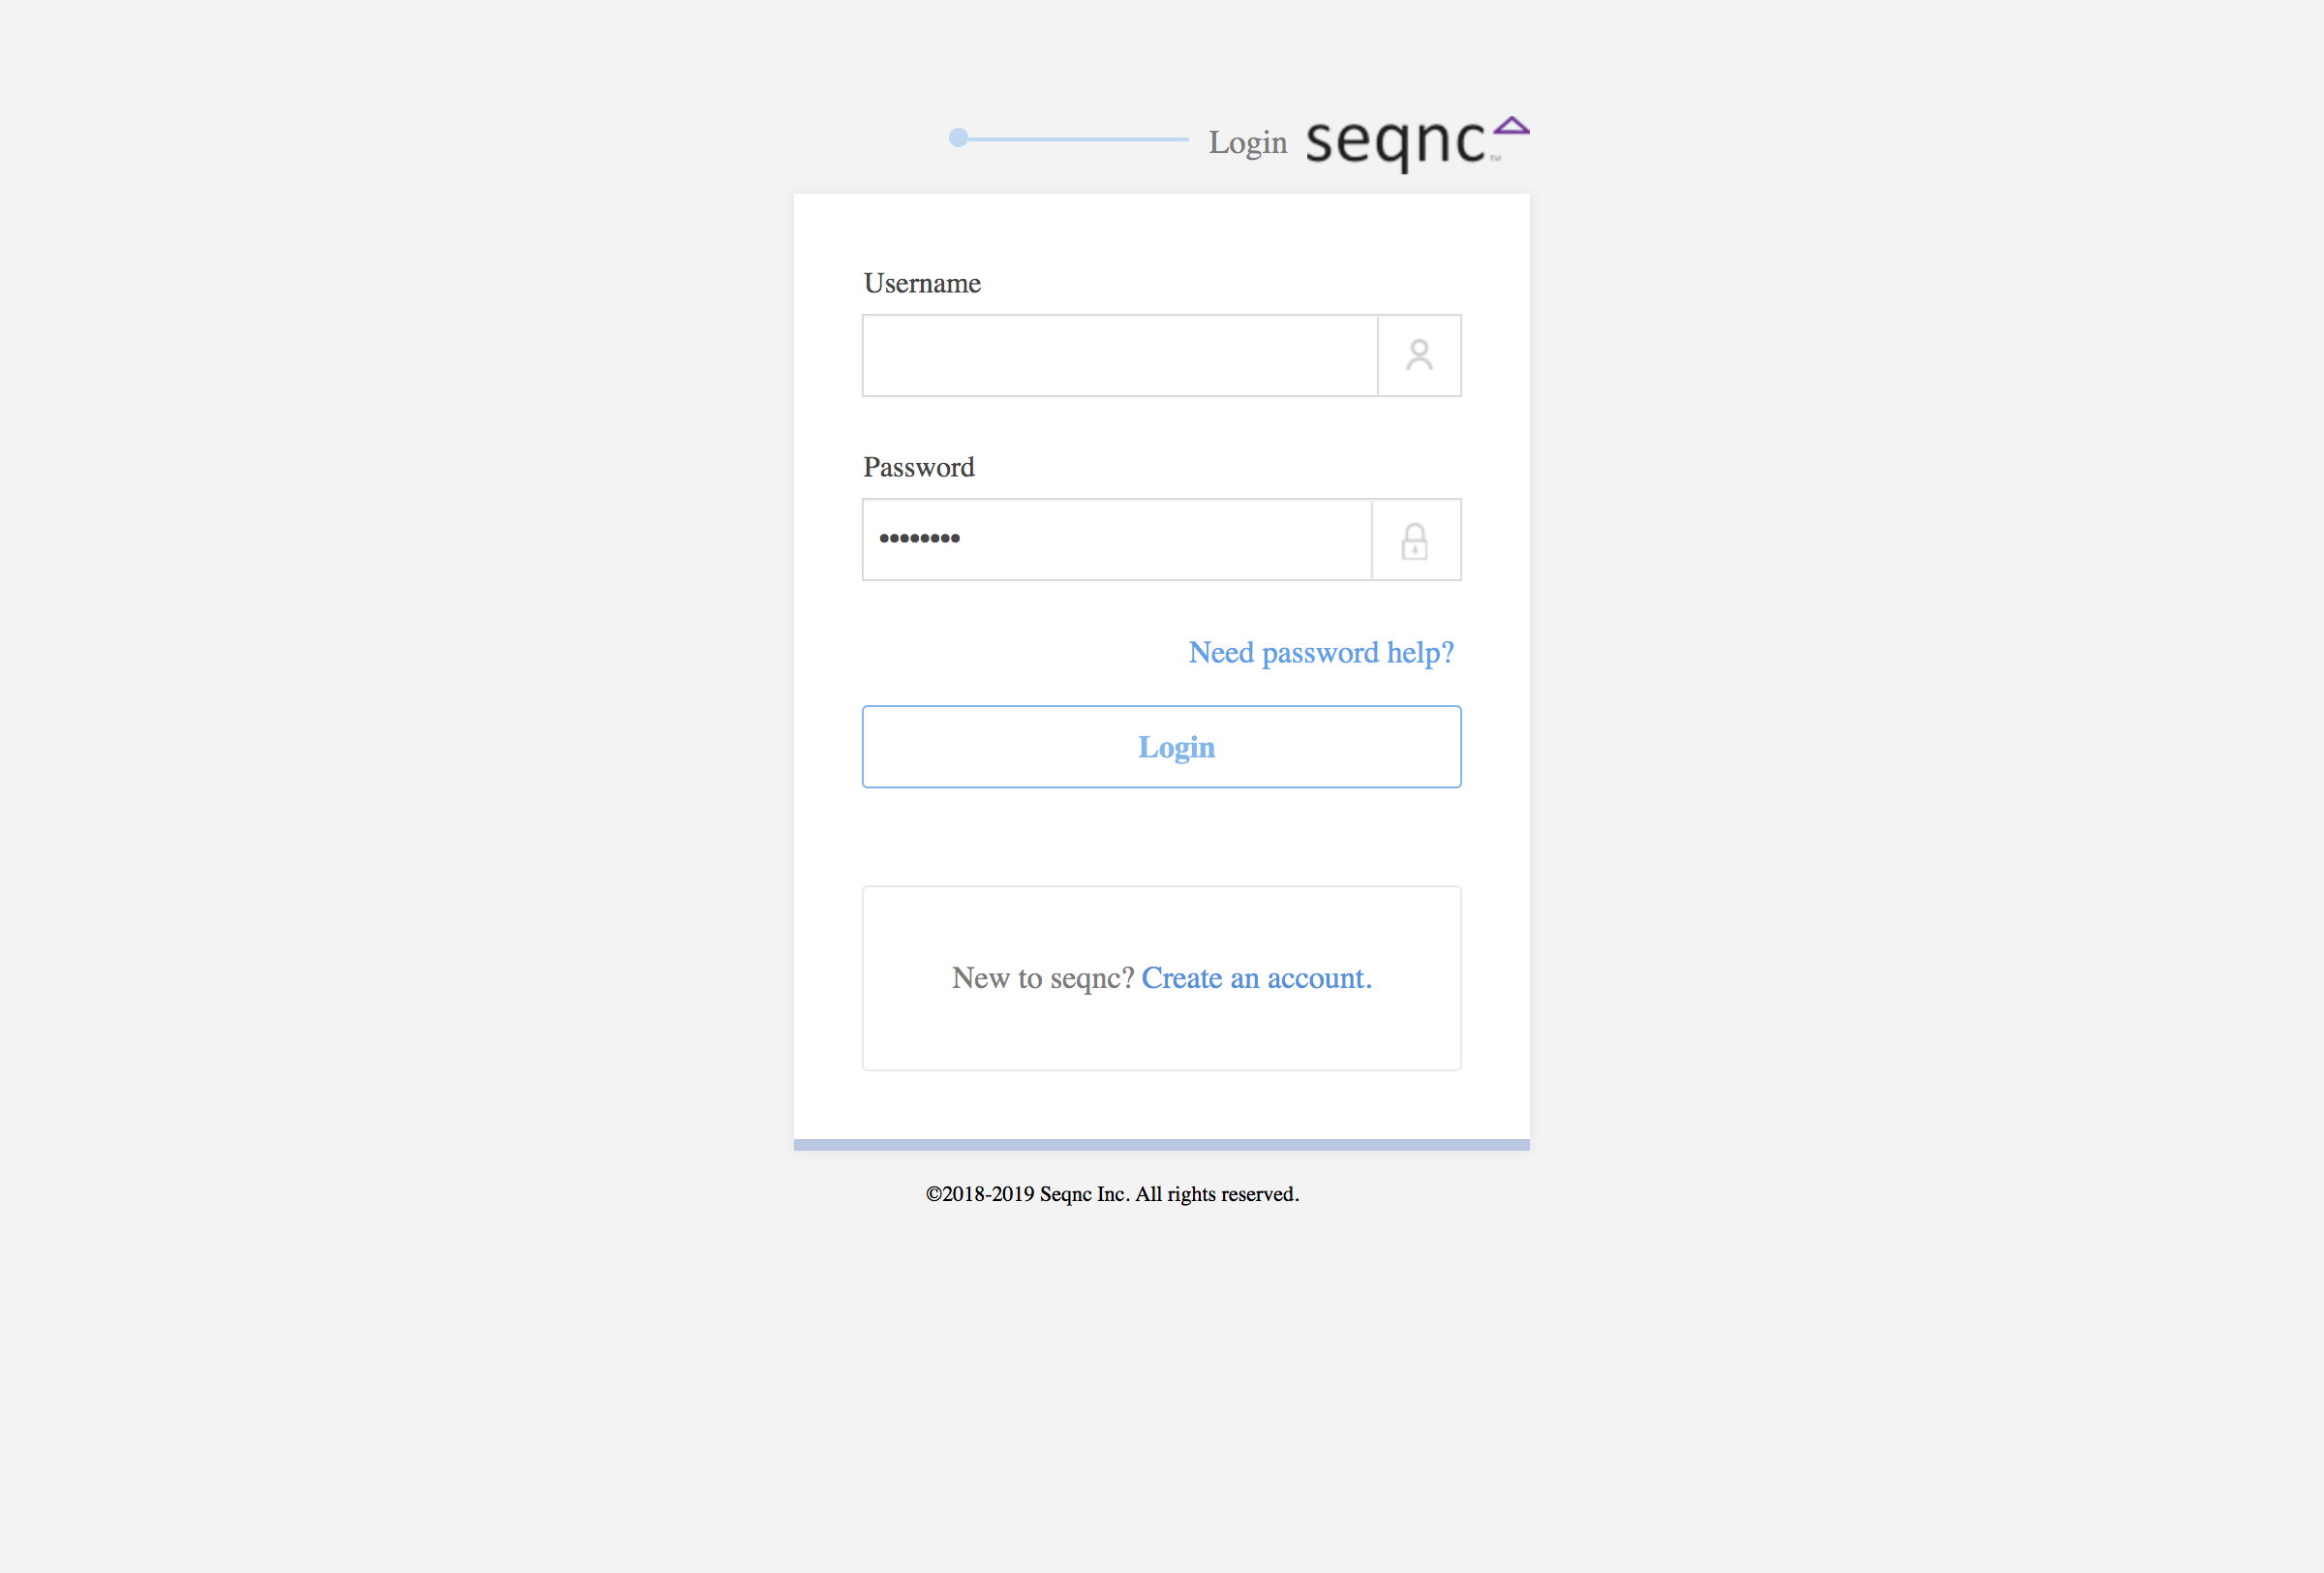 Login seqnc™
Username
Password
••••••••
Need password help?
Login
New to seqnc? Create an account.
©2018-2019 Seqnc Inc. All rights reserved.